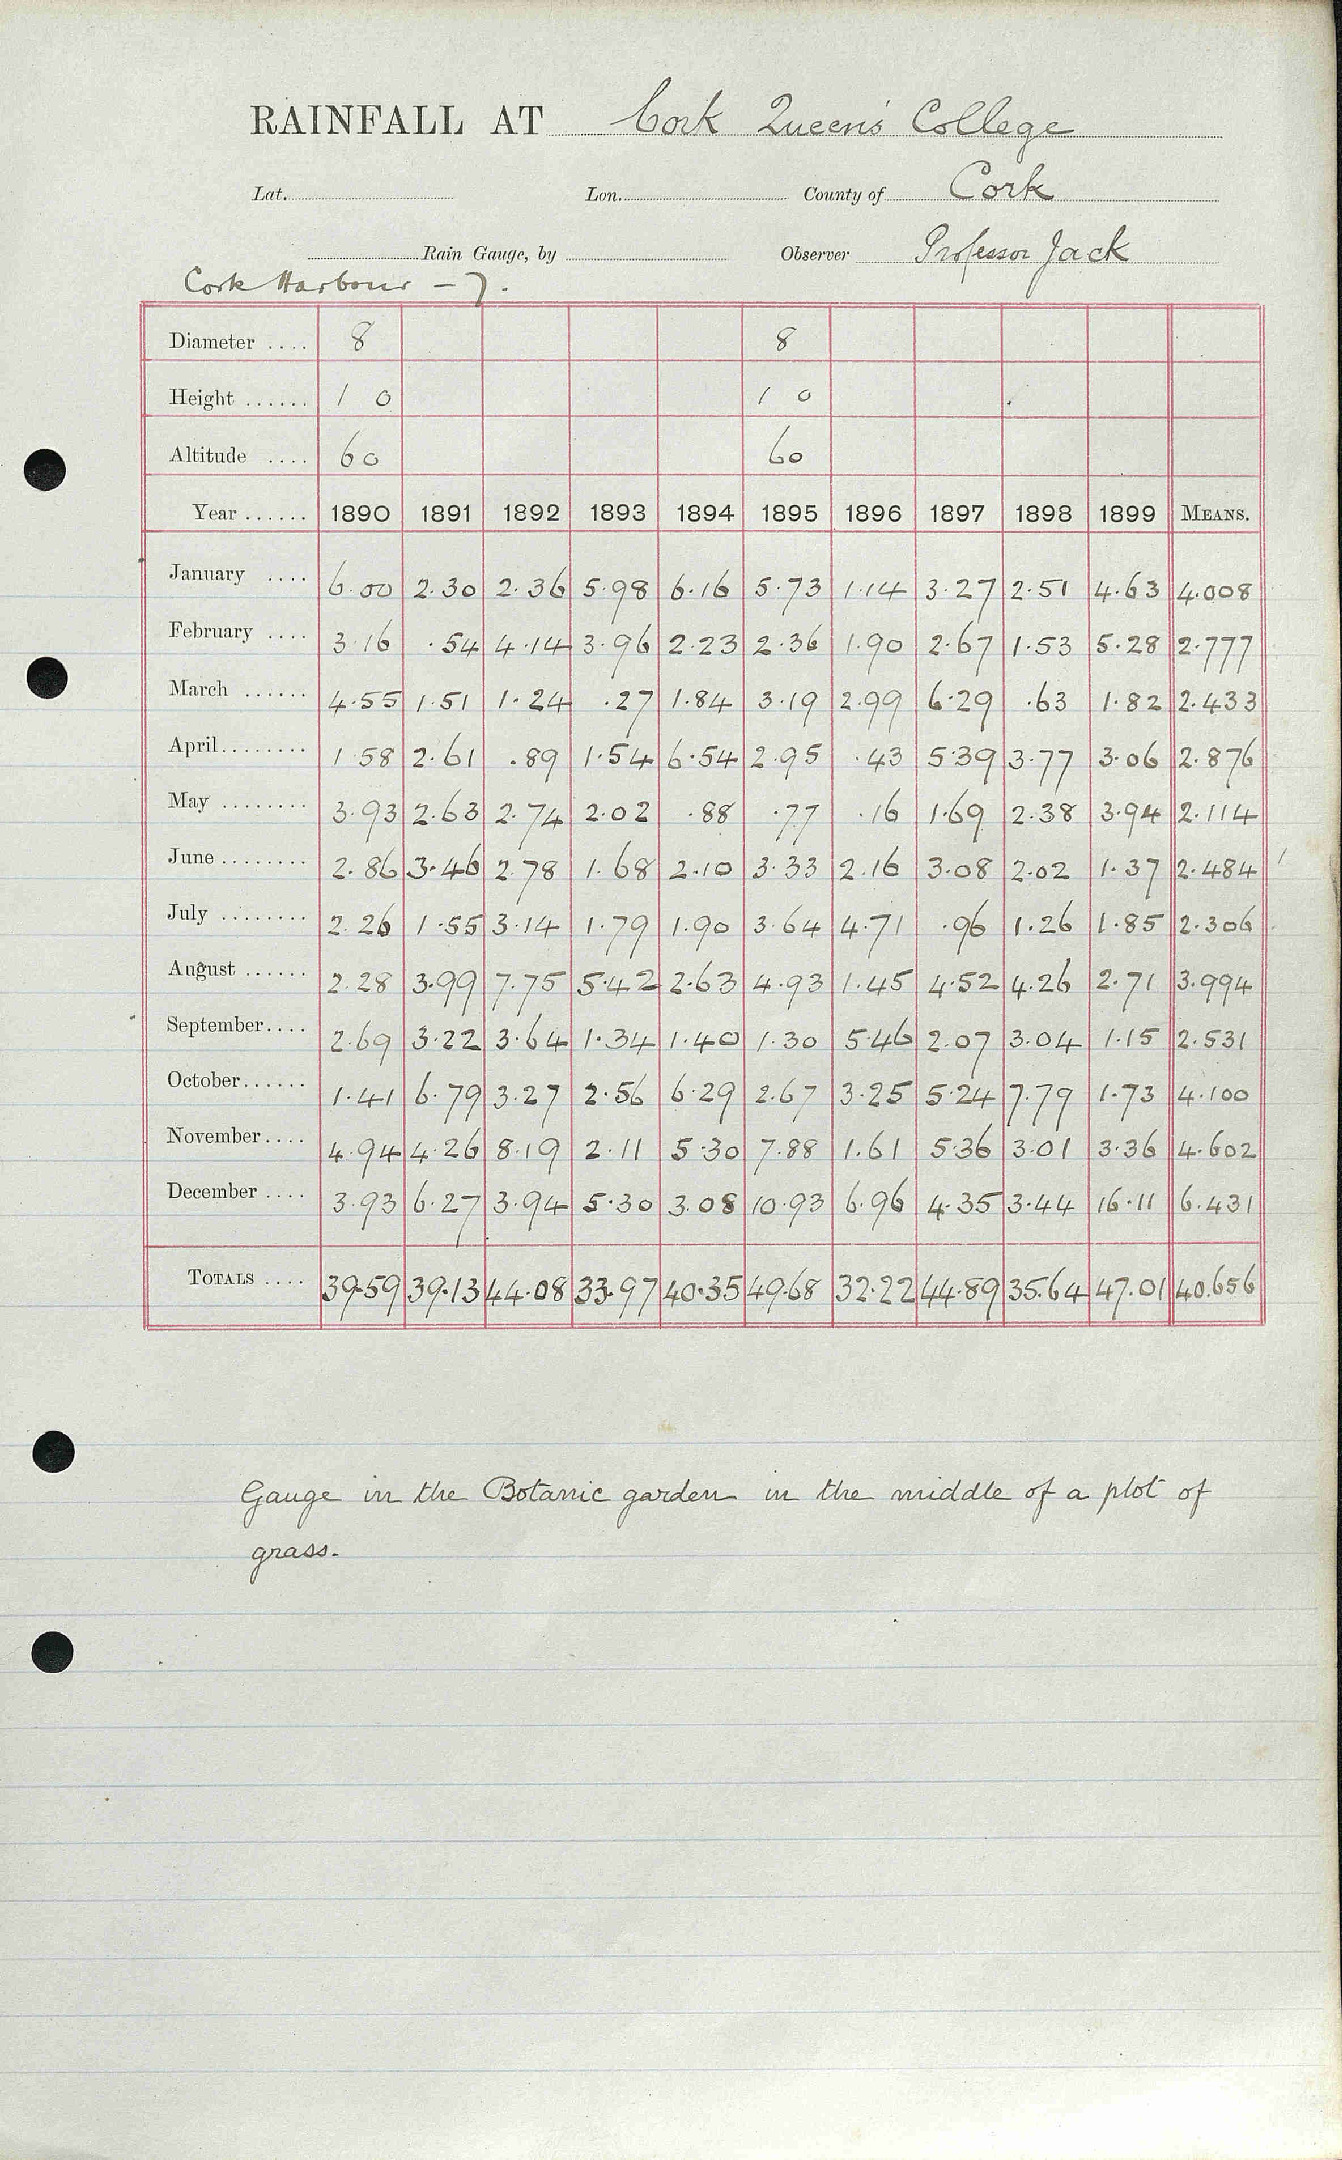 RAINFALL AT Cork Queen's College
Lat. Lon. County of Cork
Rain Gauge, by Observer Professor Jack
Cork Harbour - 7.
Diameter .... 8 8
Height ...... 1 0 1 0
Altitude .... 60 60
Year ...... 1890 1891 1892 1893 1894 1895 1896 1897 1898 1899 MEANS.
January .... 6.00 2.30 2.36 5.98 6.16 5.73 1.14 3.27 2.51 4.63 4.008
February .... 3.16 .54 4.14 3.96 2.23 2.36 1.90 2.67 1.53 5.28 2.777
March ...... 4.55 1.51 1.24 .27 1.84 3.19 2.99 6.29 .63 1.82 2.433
April........ 1.58 2.61 .89 1.54 6.54 2.95 .43 5.39 3.77 3.06 2.876
May ........ 3.93 2.63 2.74 2.02 .88 .77 .16 1.69 2.38 3.94 2.114
June ........ 2.86 3.46 2.78 1.68 2.10 3.33 2.16 3.08 2.02 1.37 2.484
July ........ 2.26 1.55 3.14 1.79 1.90 3.64 4.71 .96 1.26 1.85 2.306
August ...... 2.28 3.99 7.75 5.42 2.63 4.93 1.45 4.52 4.26 2.71 3.994
September.... 2.69 3.22 3.64 1.34 1.40 1.30 5.46 2.07 3.04 1.15 2.531
October...... 1.41 6.79 3.27 2.56 6.29 2.67 3.25 5.24 7.79 1.73 4.100
November.... 4.94 4.26 8.19 2.11 5.30 7.88 1.61 5.36 3.01 3.36 4.602
December .... 3.93 6.27 3.94 5.30 3.08 10.93 6.96 4.35 3.44 16.11 6.431
TOTALS .... 39.59 39.13 44.08 33.97 40.35 49.68 32.22 44.89 35.64 47.01 40.656
Gauge in the Botanic garden in the middle of a plot of
grass.